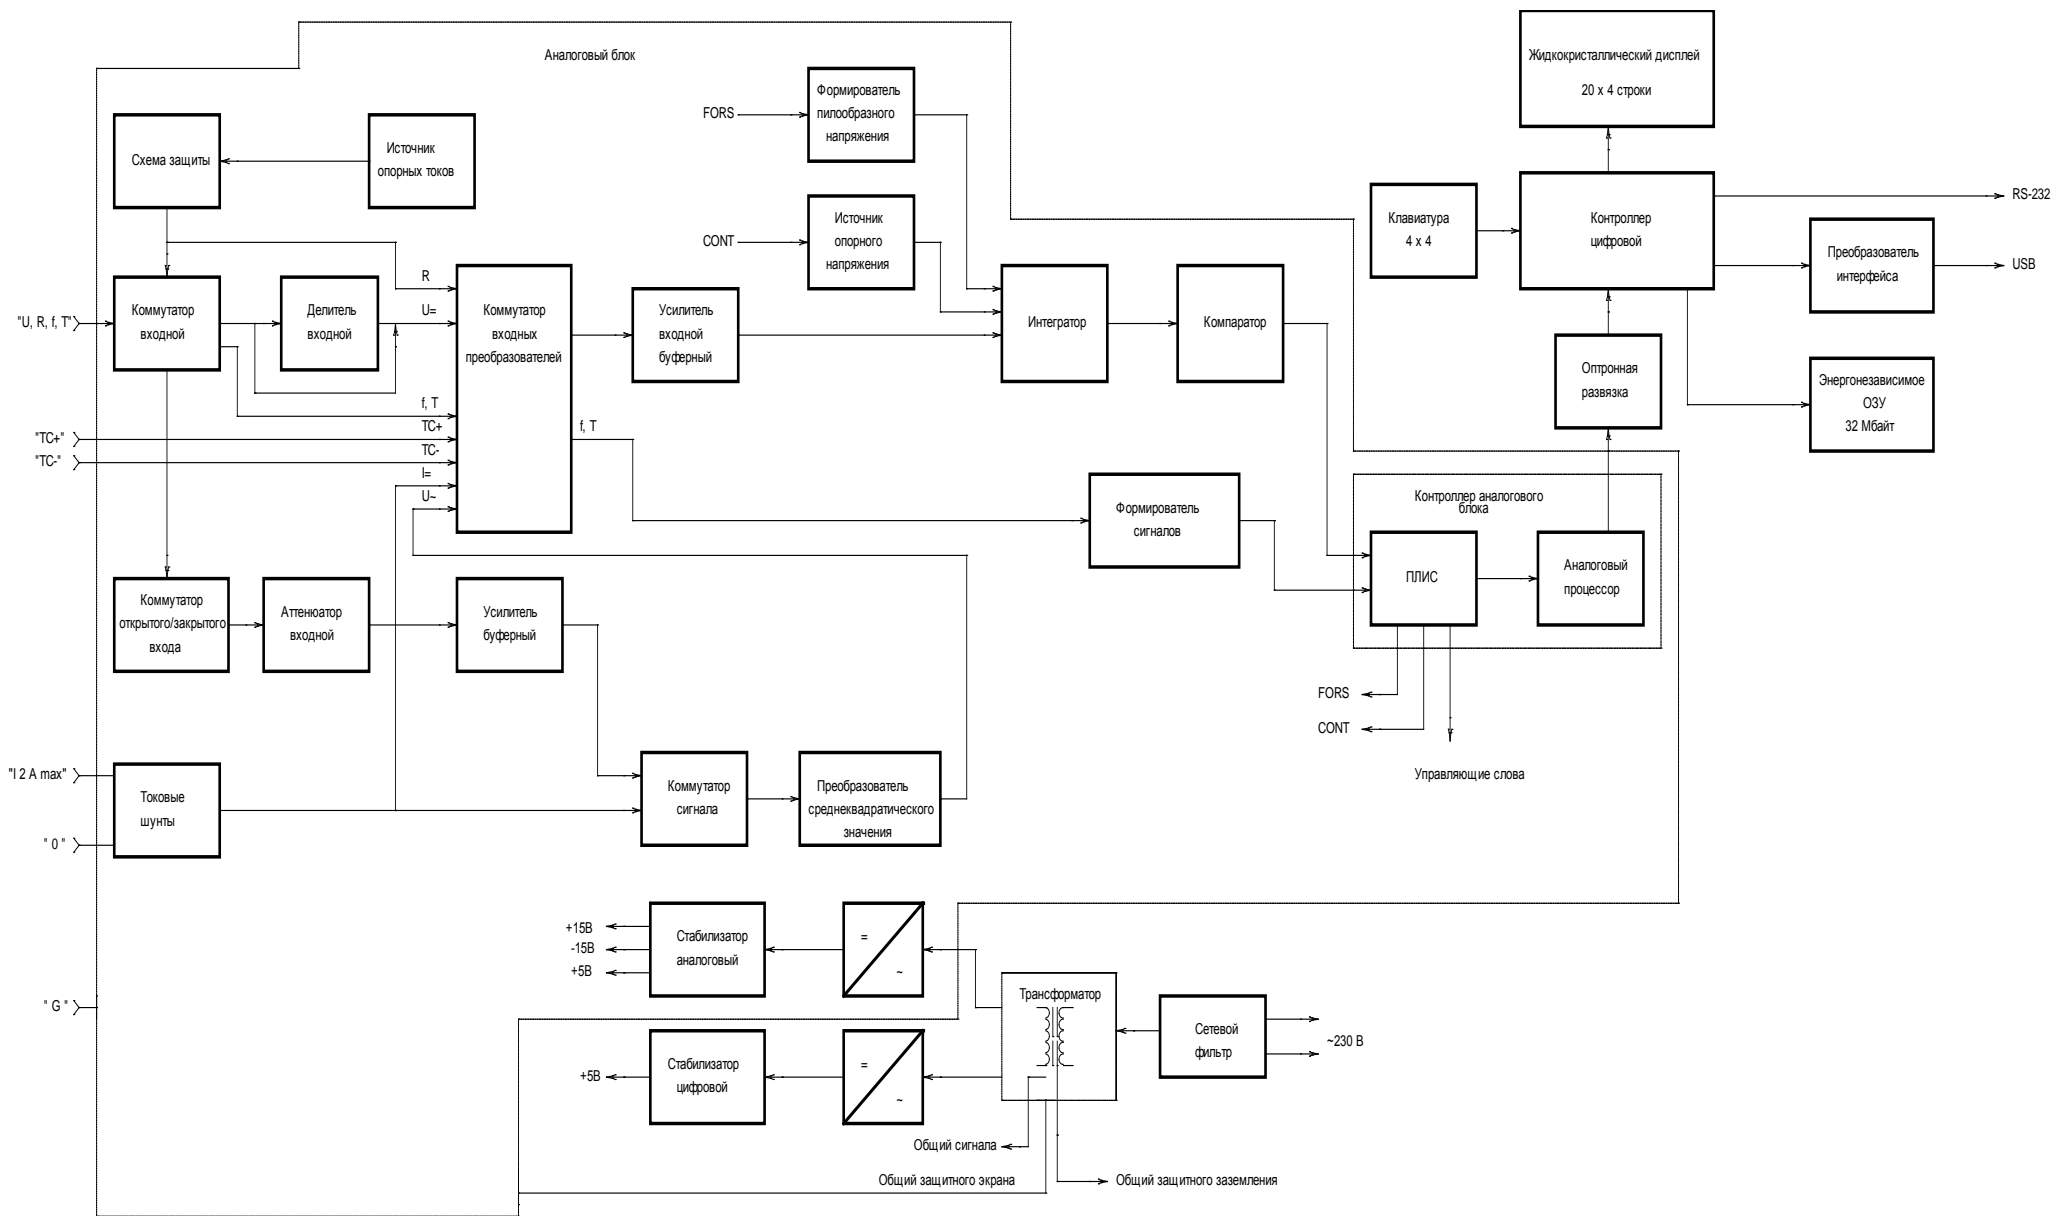 Аналоговый блок
Жидкокристаллический дисплей
20 x 4 строки
FORS
Формирователь
пилообразного
напряжения
Схема защиты
Источник
опорных токов
CONT
Источник
опорного
напряжения
Клавиатура
4 x 4
Контроллер
цифровой
RS-232
Преобразователь
интерфейса
USB
"U, R, f, T"
Коммутатор
входной
Делитель
входной
R
U=
f, T
TC+
TC-
I=
U~
Коммутатор
входных
преобразователей
f, T
Усилитель
входной
буферный
Интегратор
Компаратор
Оптронная
развязка
Энергонезависимое
ОЗУ
32 Мбайт
"TC+"
"TC-"
Формирователь
сигналов
Контроллер аналогового
блока
ПЛИС
Аналоговый
процессор
Коммутатор
открытого/закрытого
входа
Аттенюатор
входной
Усилитель
буферный
FORS
CONT
Управляющие слова
"I 2 A max"
" 0 "
Токовые
шунты
Коммутатор
сигнала
Преобразователь
среднеквадратического
значения
+15В
-15В
+5В
Стабилизатор
аналоговый
=
~
" G "
Трансформатор
Сетевой
фильтр
~230 В
+5В
Стабилизатор
цифровой
=
~
Общий сигнала
Общий защитного экрана
Общий защитного заземления